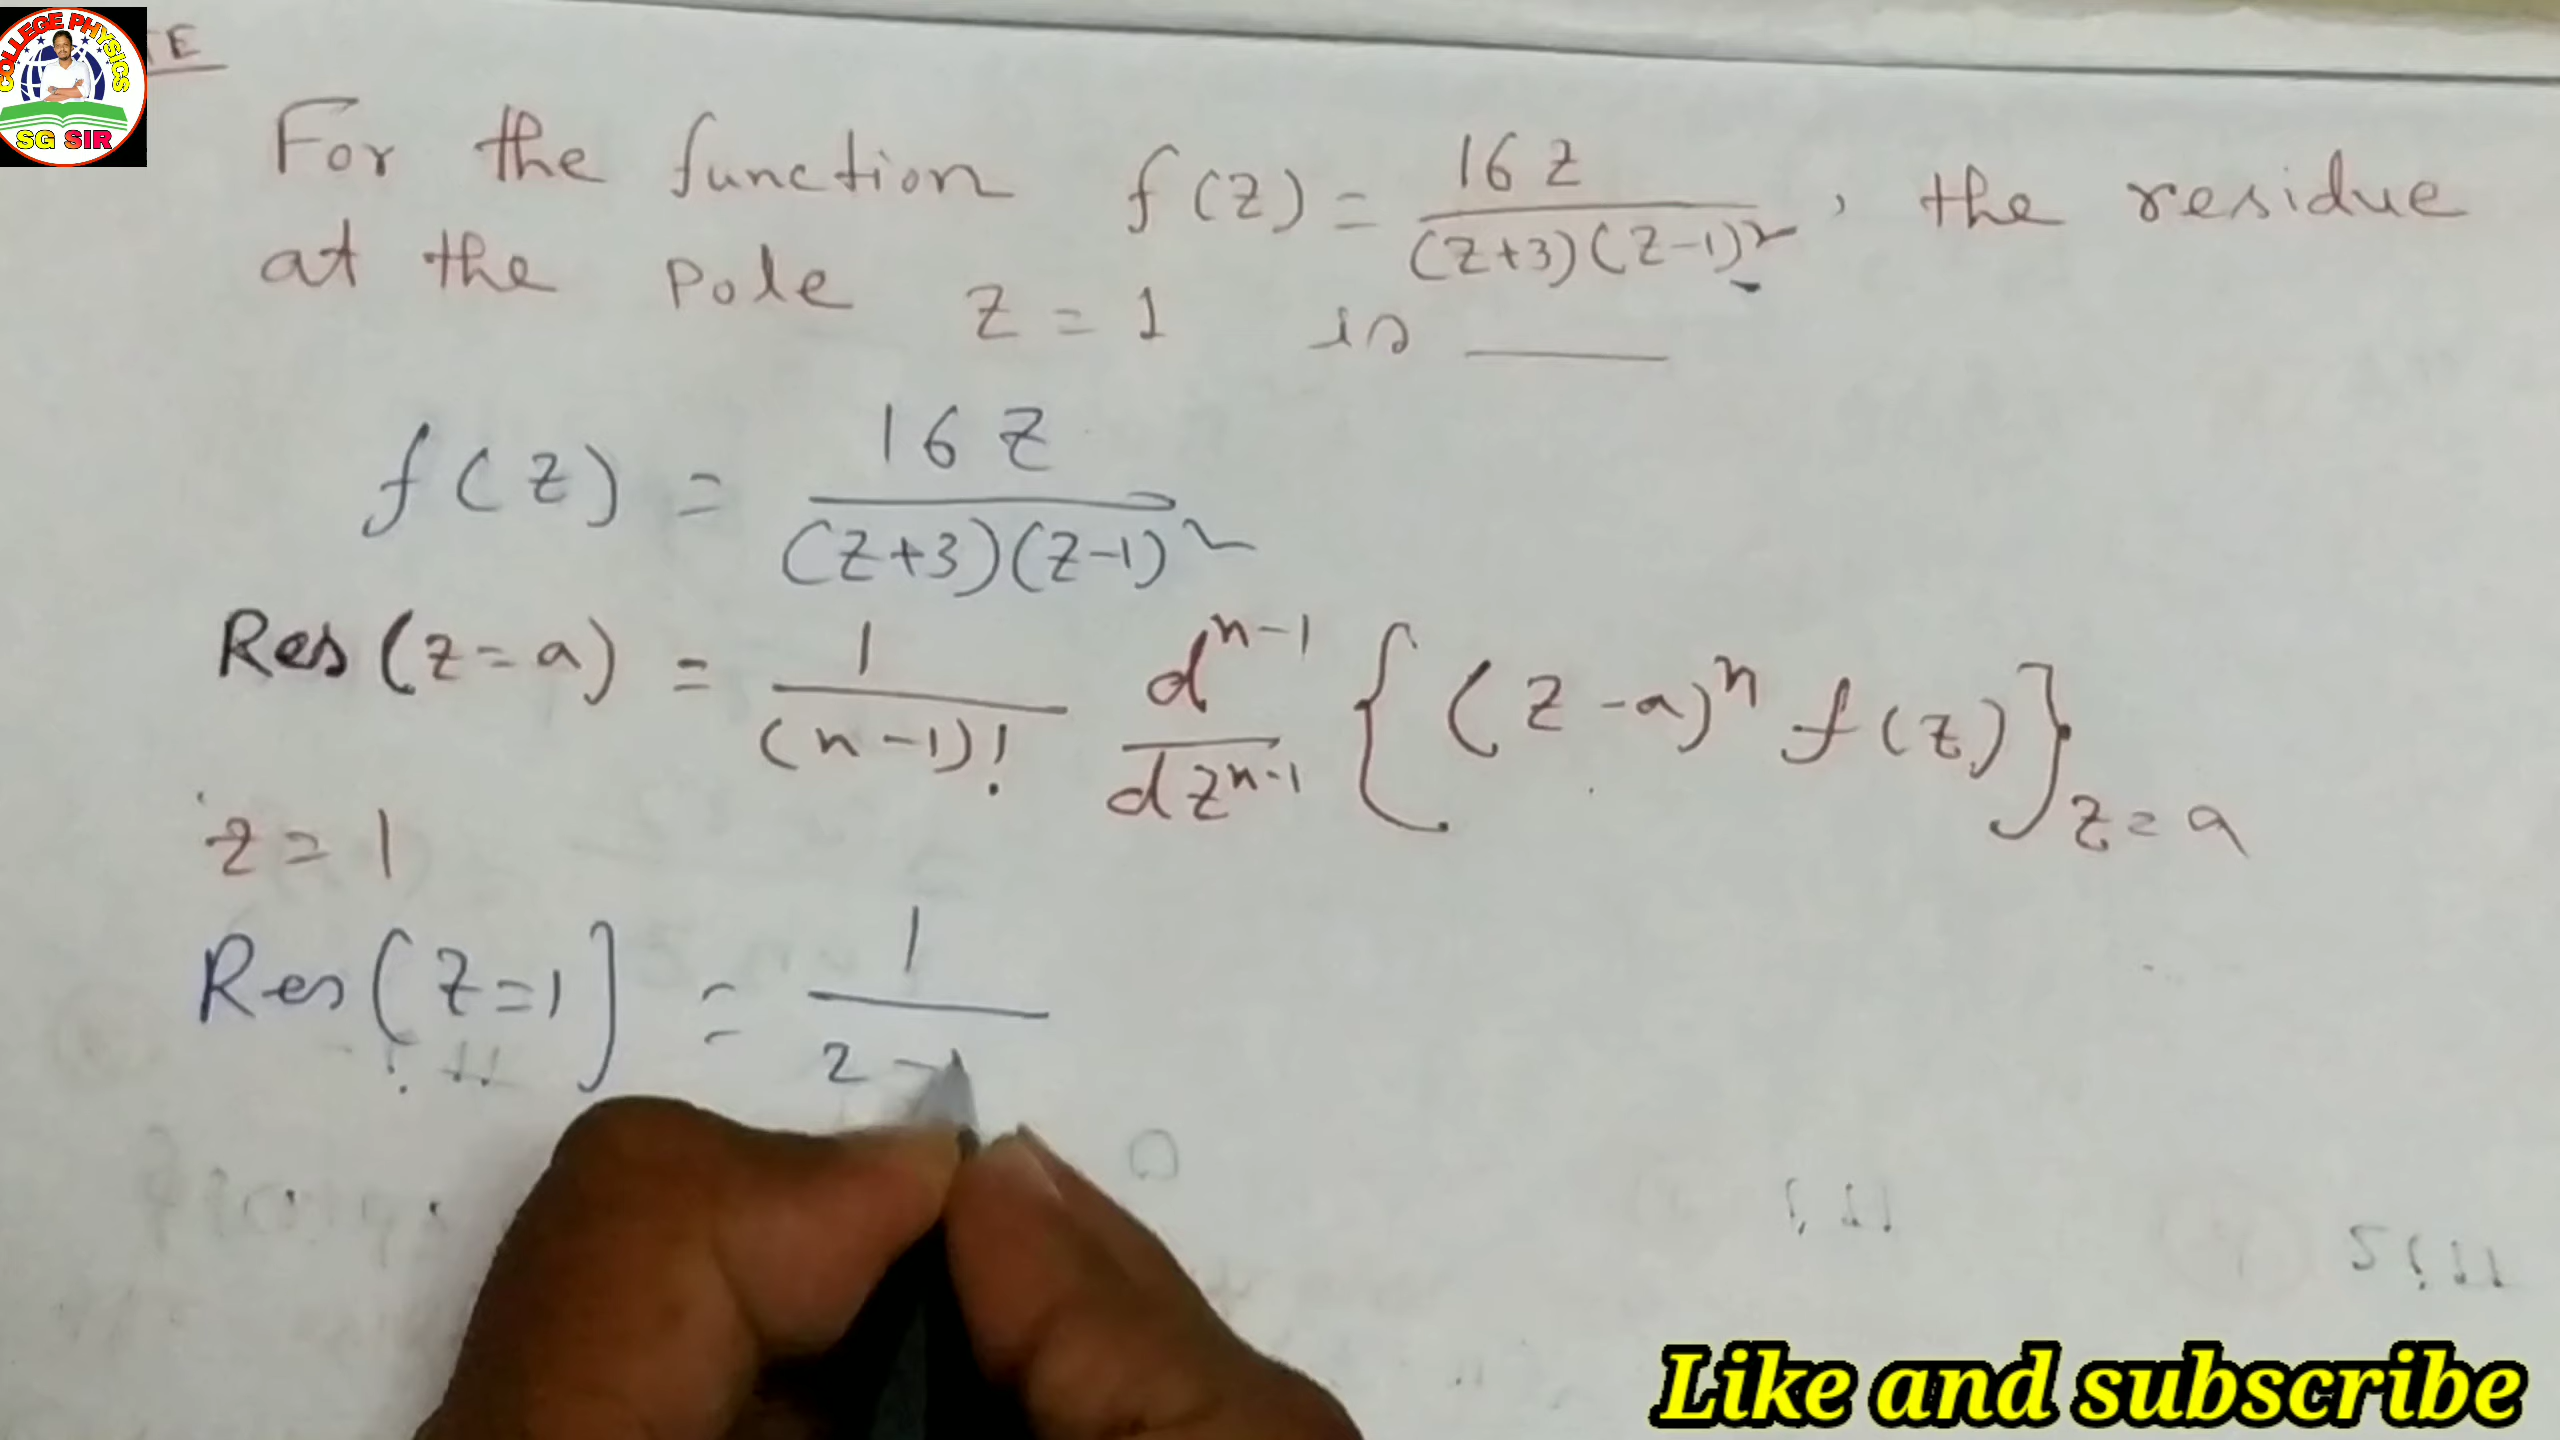 COLLEGE PHYSICS
SG SIR
TE
For the function f(z) = 16z / (z+3)(z-1)², the residue
at the pole z = 1 is ____
f(z) = 16z / (z+3)(z-1)²
Res(z=a) = 1/(n-1)! d^(n-1)/dz^(n-1) {(z-a)^n f(z)}_(z=a)
z = 1
Res(z=1] = 1 / 2-
Like and subscribe